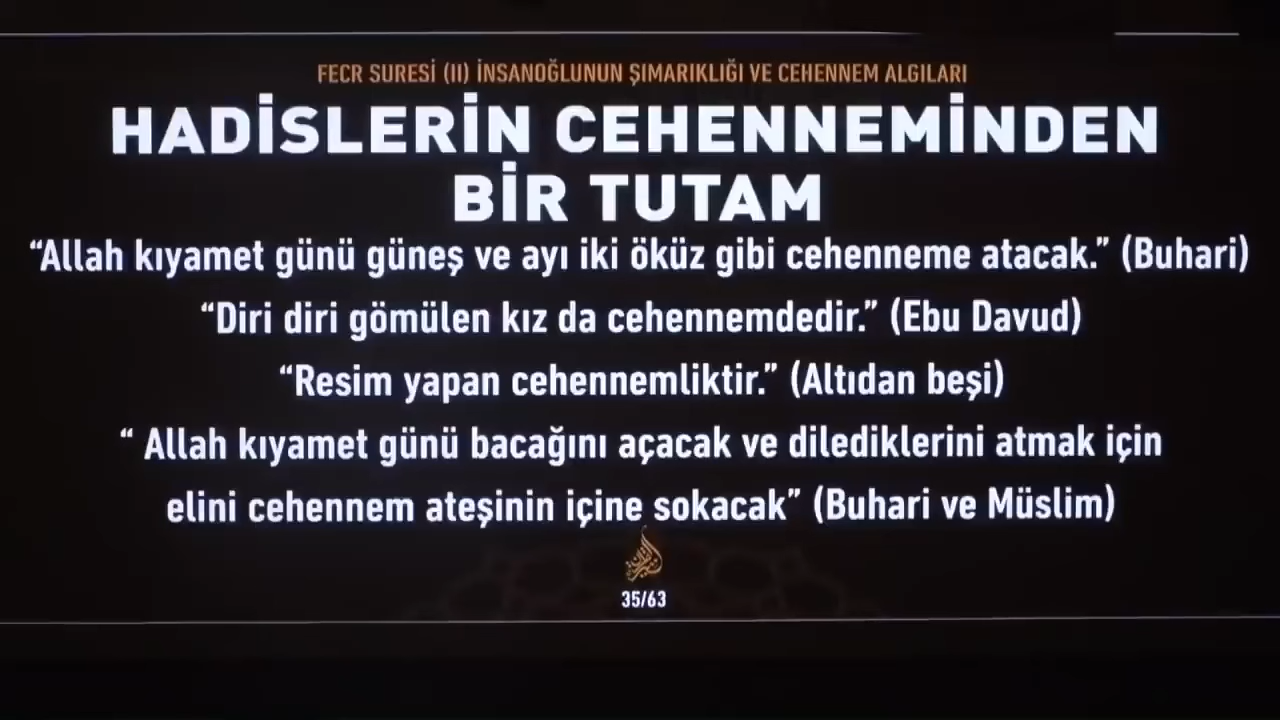 FECR SURESİ (II) İNSANOĞLUNUN ŞIMARIKLIĞI VE CEHENNEM ALGILARI
HADİSLERİN CEHENNEMİNDEN
BİR TUTAM
“Allah kıyamet günü güneş ve ayı iki öküz gibi cehenneme atacak.” (Buhari)
“Diri diri gömülen kız da cehennemdedir.” (Ebu Davud)
“Resim yapan cehennemliktir.” (Altıdan beşi)
“ Allah kıyamet günü bacağını açacak ve dilediklerini atmak için
elini cehennem ateşinin içine sokacak” (Buhari ve Müslim)
35/63